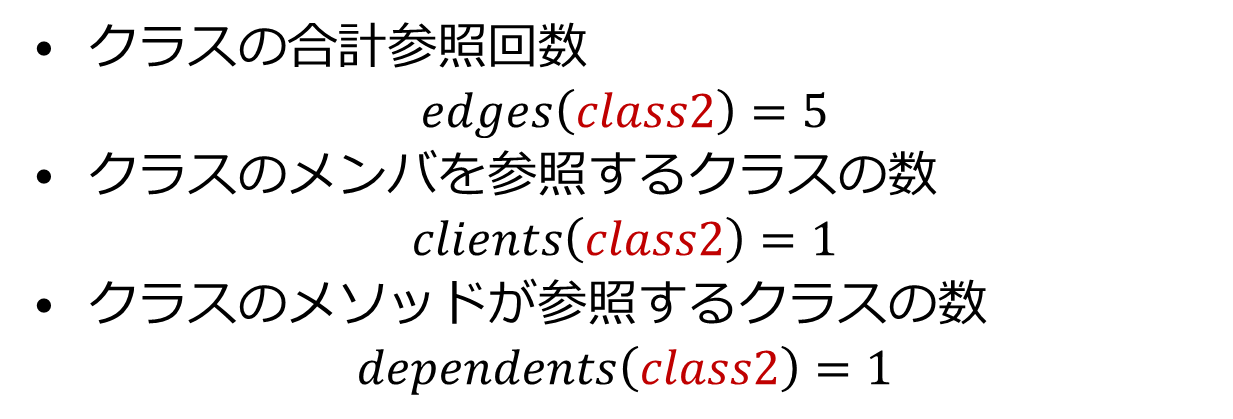 • クラスの合計参照回数
edges(class2) = 5
• クラスのメンバを参照するクラスの数
clients(class2) = 1
• クラスのメソッドが参照するクラスの数
dependents(class2) = 1